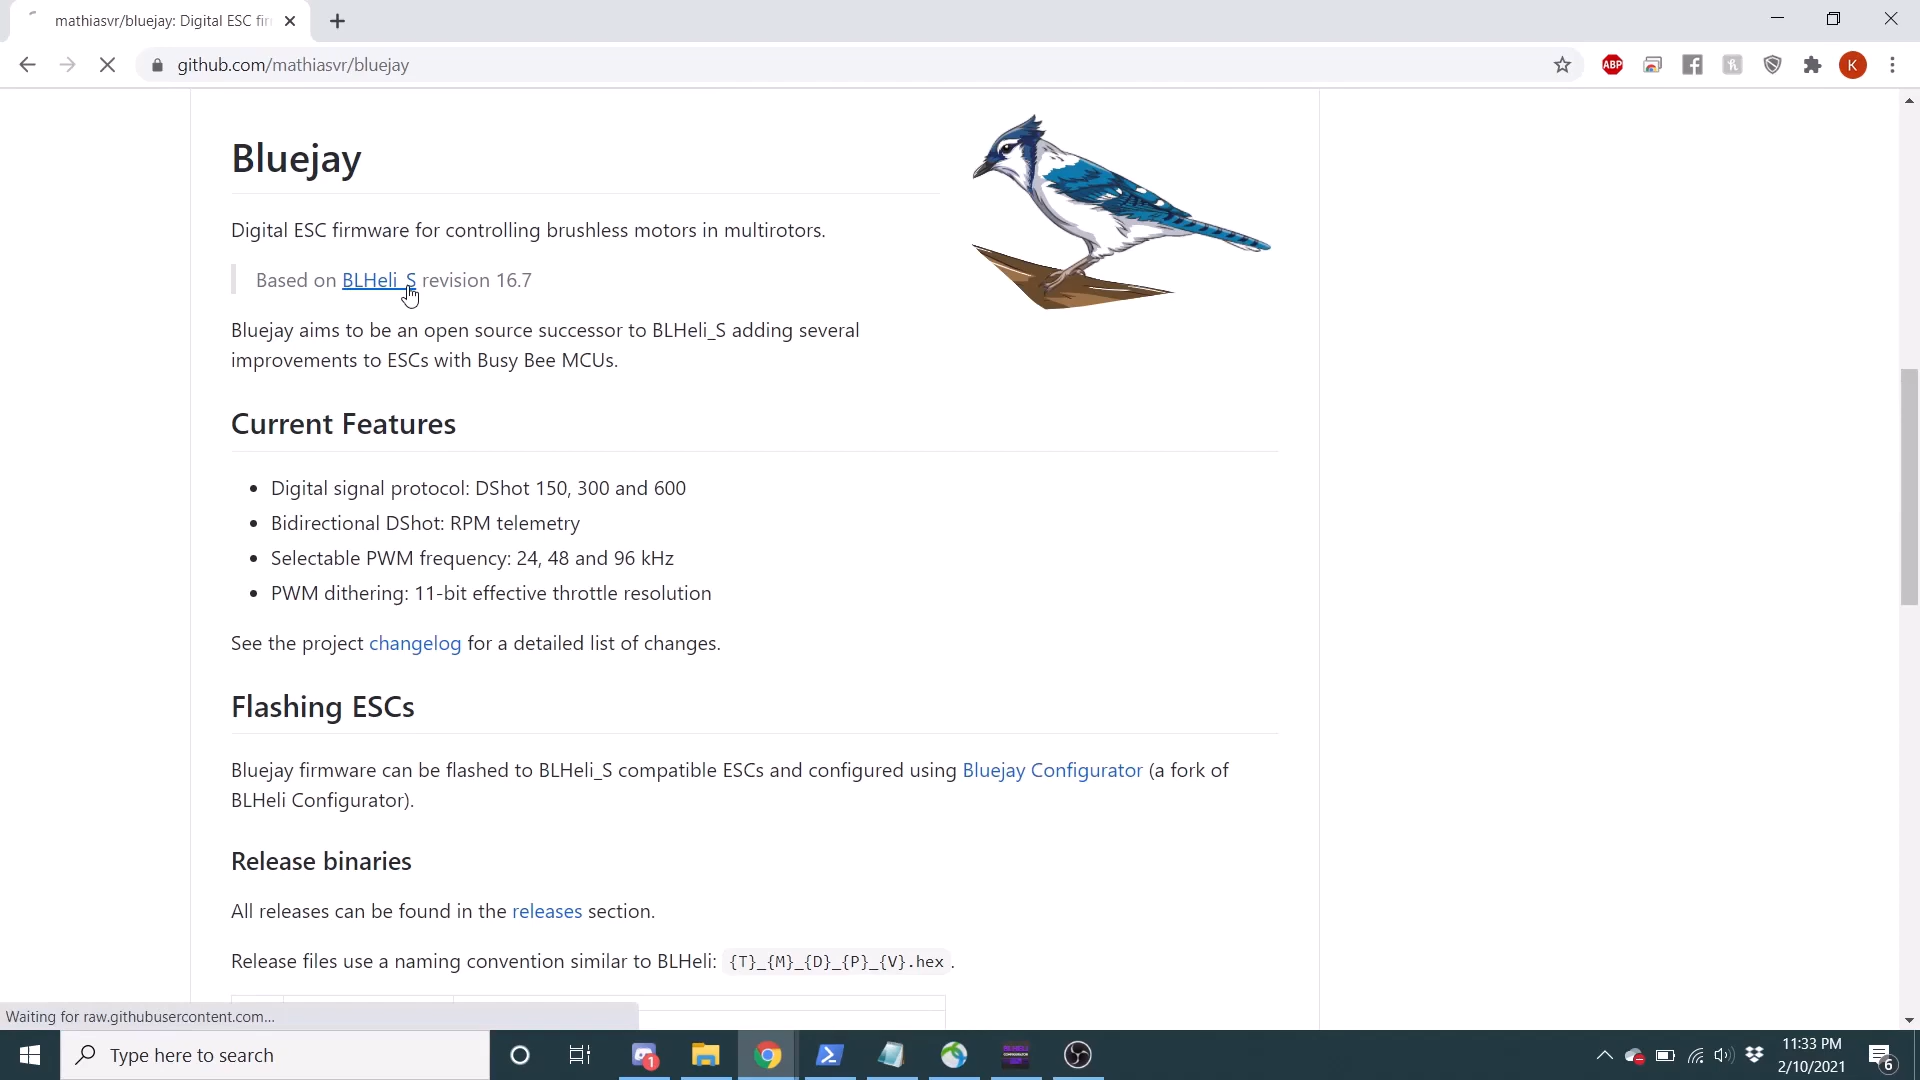 mathiasvr/bluejay: Digital ESC fir
github.com/mathiasvr/bluejay
ABP
K
Bluejay
Digital ESC firmware for controlling brushless motors in multirotors.
Based on BLHeli_S revision 16.7
Bluejay aims to be an open source successor to BLHeli_S adding several
improvements to ESCs with Busy Bee MCUs.
Current Features
Digital signal protocol: DShot 150, 300 and 600
Bidirectional DShot: RPM telemetry
Selectable PWM frequency: 24, 48 and 96 kHz
PWM dithering: 11-bit effective throttle resolution
See the project changelog for a detailed list of changes.
Flashing ESCs
Bluejay firmware can be flashed to BLHeli_S compatible ESCs and configured using Bluejay Configurator (a fork of
BLHeli Configurator).
Release binaries
All releases can be found in the releases section.
Release files use a naming convention similar to BLHeli: {T}_{M}_{D}_{P}_{V}.hex .
Waiting for raw.githubusercontent.com...
Type here to search
1
11:33 PM
2/10/2021
6